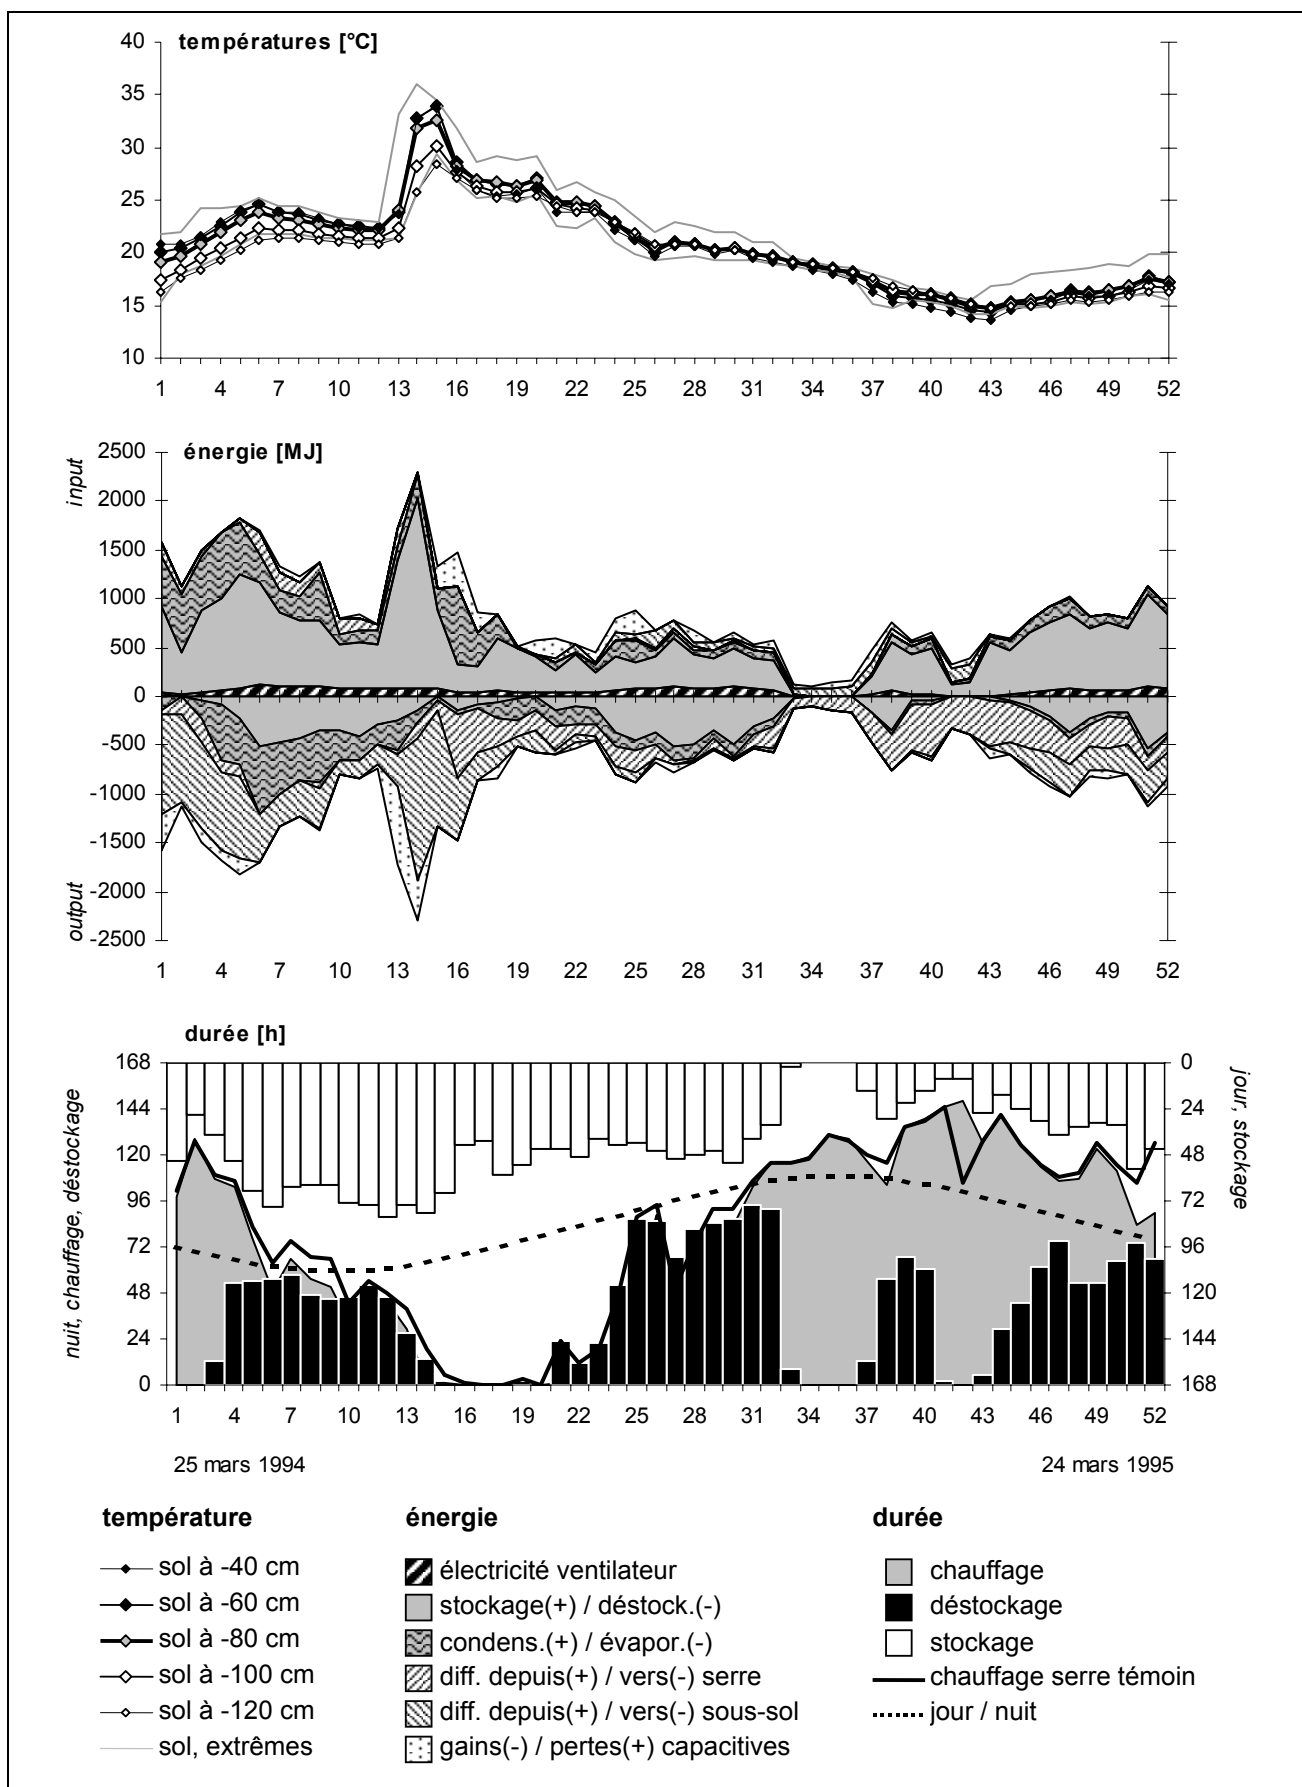 températures [°C]
40
35
30
25
20
15
10
1 4 7 10 13 16 19 22 25 28 31 34 37 40 43 46 49 52
énergie [MJ]
input
output
2500
2000
1500
1000
500
0
-500
-1000
-1500
-2000
-2500
1 4 7 10 13 16 19 22 25 28 31 34 37 40 43 46 49 52
durée [h]
nuit, chauffage, déstockage
jour, stockage
168 0
144 24
120 48
96 72
72 96
48 120
24 144
0 168
1 4 7 10 13 16 19 22 25 28 31 34 37 40 43 46 49 52
25 mars 1994 24 mars 1995
température
sol à -40 cm
sol à -60 cm
sol à -80 cm
sol à -100 cm
sol à -120 cm
sol, extrêmes
énergie
électricité ventilateur
stockage(+) / déstock.(-)
condens.(+) / évapor.(-)
diff. depuis(+) / vers(-) serre
diff. depuis(+) / vers(-) sous-sol
gains(-) / pertes(+) capacitives
durée
chauffage
déstockage
stockage
chauffage serre témoin
jour / nuit